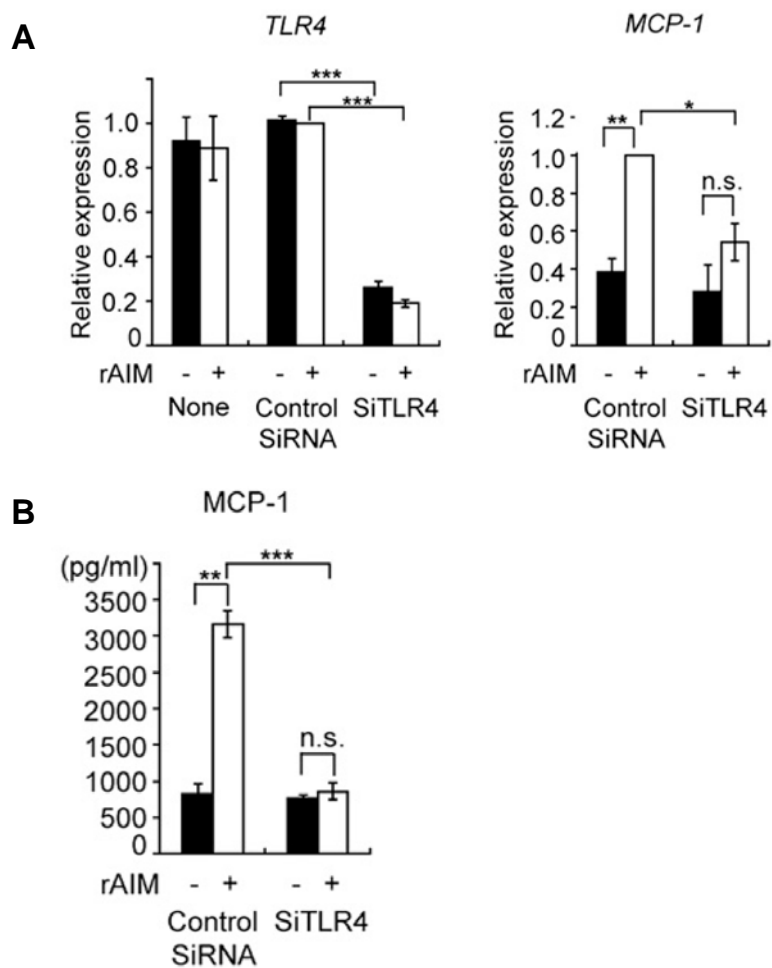 A
TLR4
MCP-1
Relative expression
1.0
0.8
0.6
0.4
0.2
0
***
***
rAIM - + - + - +
None Control SiRNA SiTLR4
Relative expression
1.2
1.0
0.8
0.6
0.4
0.2
0
**
*
n.s.
rAIM - + - +
Control SiRNA SiTLR4
B
MCP-1
(pg/ml)
3500
3000
2500
2000
1500
1000
500
0
**
***
n.s.
rAIM - + - +
Control SiRNA SiTLR4